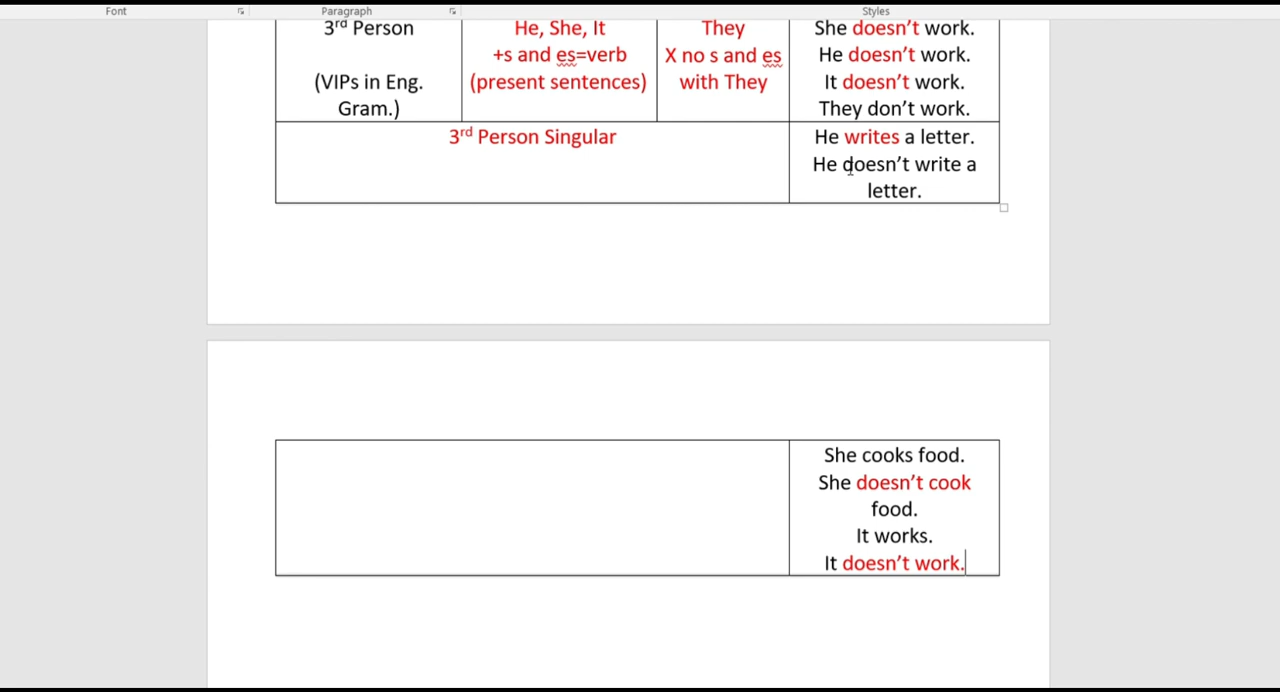 Font Paragraph Styles
3rd Person
(VIPs in Eng.
Gram.)
He, She, It
+s and es=verb
(present sentences)
They
X no s and es
with They
She doesn’t work.
He doesn’t work.
It doesn’t work.
They don’t work.
3rd Person Singular
He writes a letter.
He doesn’t write a
letter.
She cooks food.
She doesn’t cook
food.
It works.
It doesn’t work.